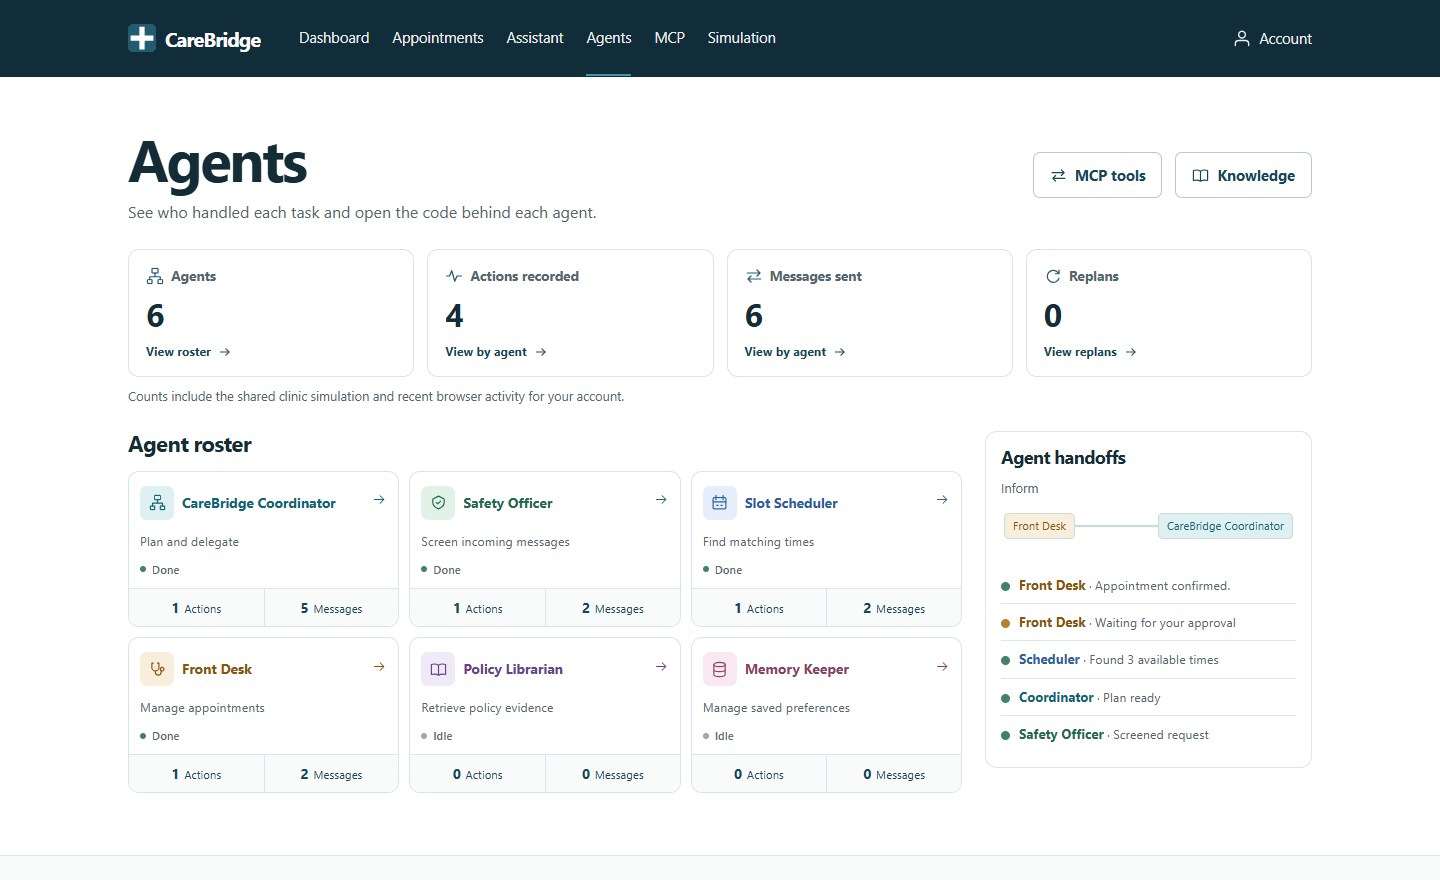 CareBridge
Dashboard
Appointments
Assistant
Agents
MCP
Simulation
Account
Agents
See who handled each task and open the code behind each agent.
MCP tools
Knowledge
Agents
6
View roster
Actions recorded
4
View by agent
Messages sent
6
View by agent
Replans
0
View replans
Counts include the shared clinic simulation and recent browser activity for your account.
Agent roster
CareBridge Coordinator
Plan and delegate
Done
1 Actions
5 Messages
Safety Officer
Screen incoming messages
Done
1 Actions
2 Messages
Slot Scheduler
Find matching times
Done
1 Actions
2 Messages
Front Desk
Manage appointments
Done
1 Actions
2 Messages
Policy Librarian
Retrieve policy evidence
Idle
0 Actions
0 Messages
Memory Keeper
Manage saved preferences
Idle
0 Actions
0 Messages
Agent handoffs
Inform
Front Desk
CareBridge Coordinator
Front Desk · Appointment confirmed.
Front Desk · Waiting for your approval
Scheduler · Found 3 available times
Coordinator · Plan ready
Safety Officer · Screened request